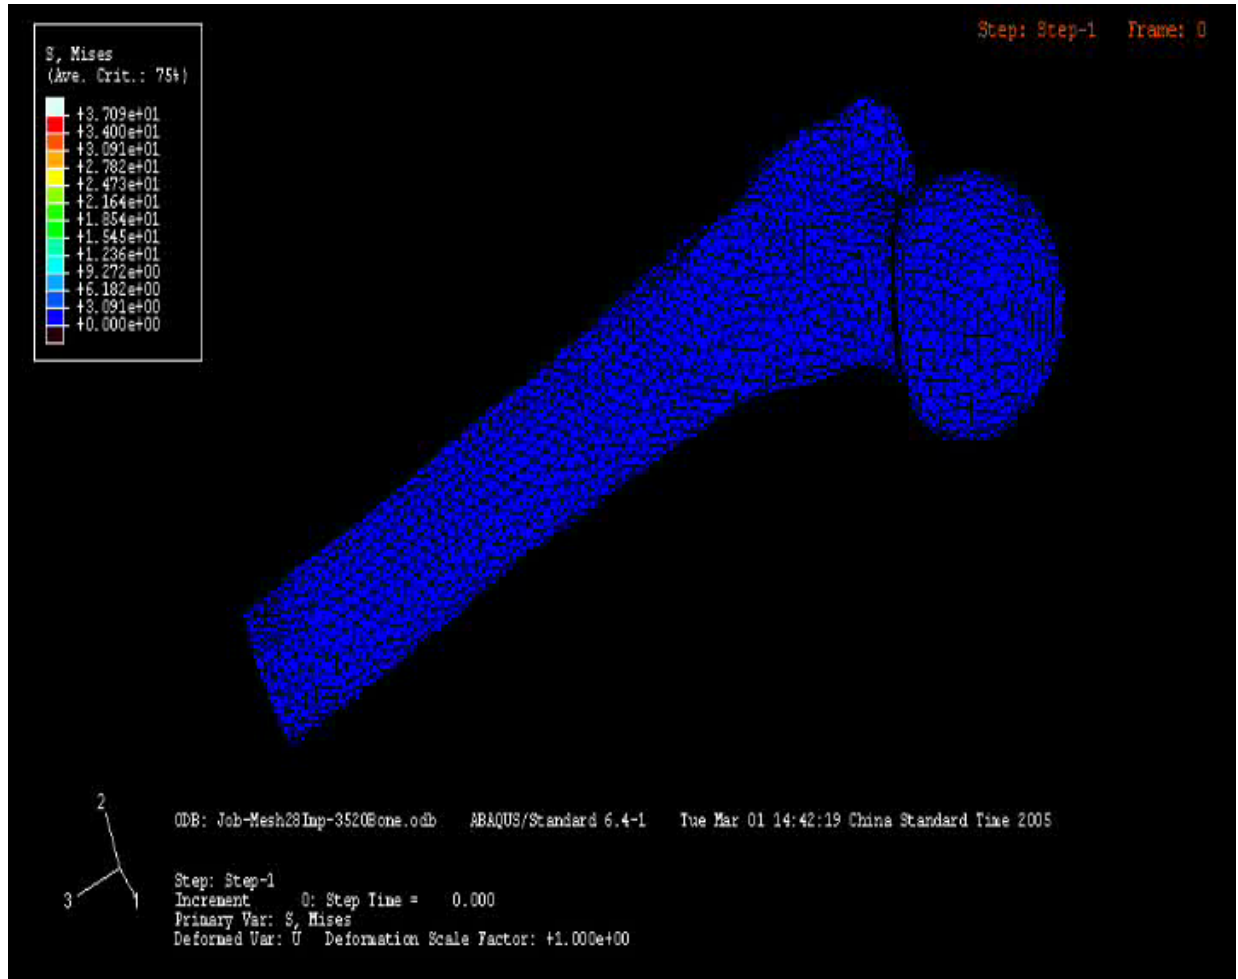 Step: Step-1 Frame: 0
S, Mises
(Ave. Crit.: 75%)
+3.709e+01
+3.400e+01
+3.091e+01
+2.782e+01
+2.473e+01
+2.164e+01
+1.854e+01
+1.545e+01
+1.236e+01
+9.272e+00
+6.182e+00
+3.091e+00
+0.000e+00
2
3
1
ODB: Job-Mesh28Imp-3520Bone.odb ABAQUS/Standard 6.4-1 Tue Mar 01 14:42:19 China Standard Time 2005
Step: Step-1
Increment 0: Step Time = 0.000
Primary Var: S, Mises
Deformed Var: U Deformation Scale Factor: +1.000e+00